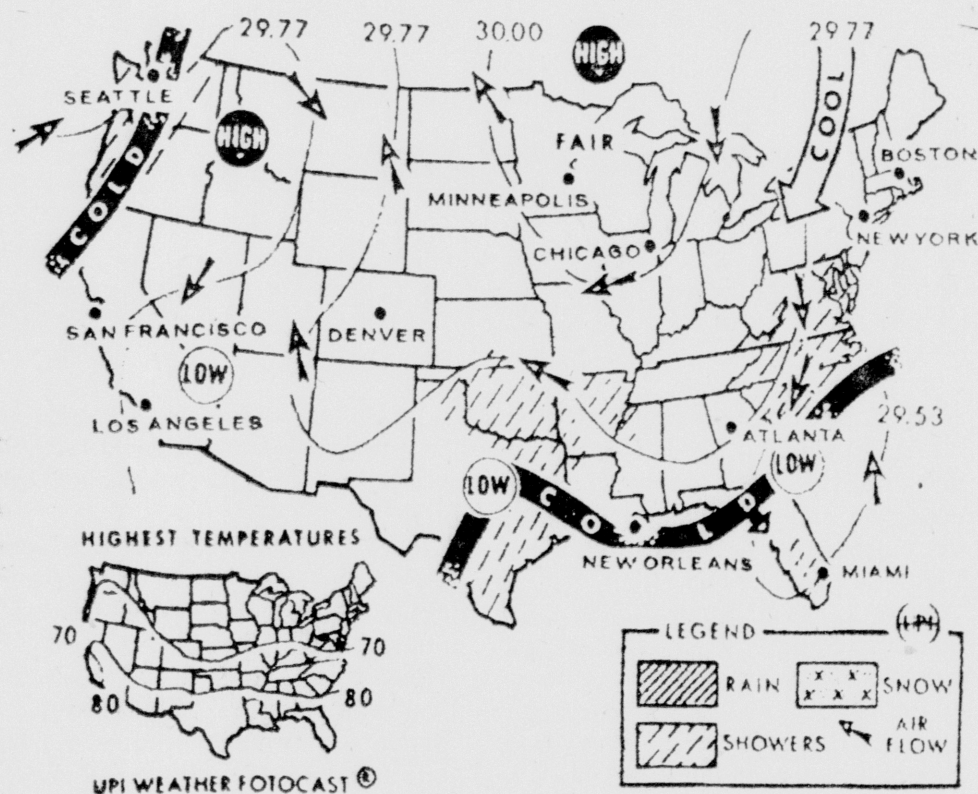 29.77
29.77
30.00
HIGH
29.77
COOL
SEATTLE
COLD
HIGH
FAIR
MINNEAPOLIS
BOSTON
CHICAGO
NEW YORK
SAN FRANCISCO
DENVER
LOW
LOS ANGELES
29.53
ATLANTA
LOW
LOW
COLD
NEW ORLEANS
MIAMI
HIGHEST TEMPERATURES
70
70
80
80
UPI WEATHER FOTOCAST ®
(UPI)
LEGEND
RAIN
SNOW
SHOWERS
AIR
FLOW